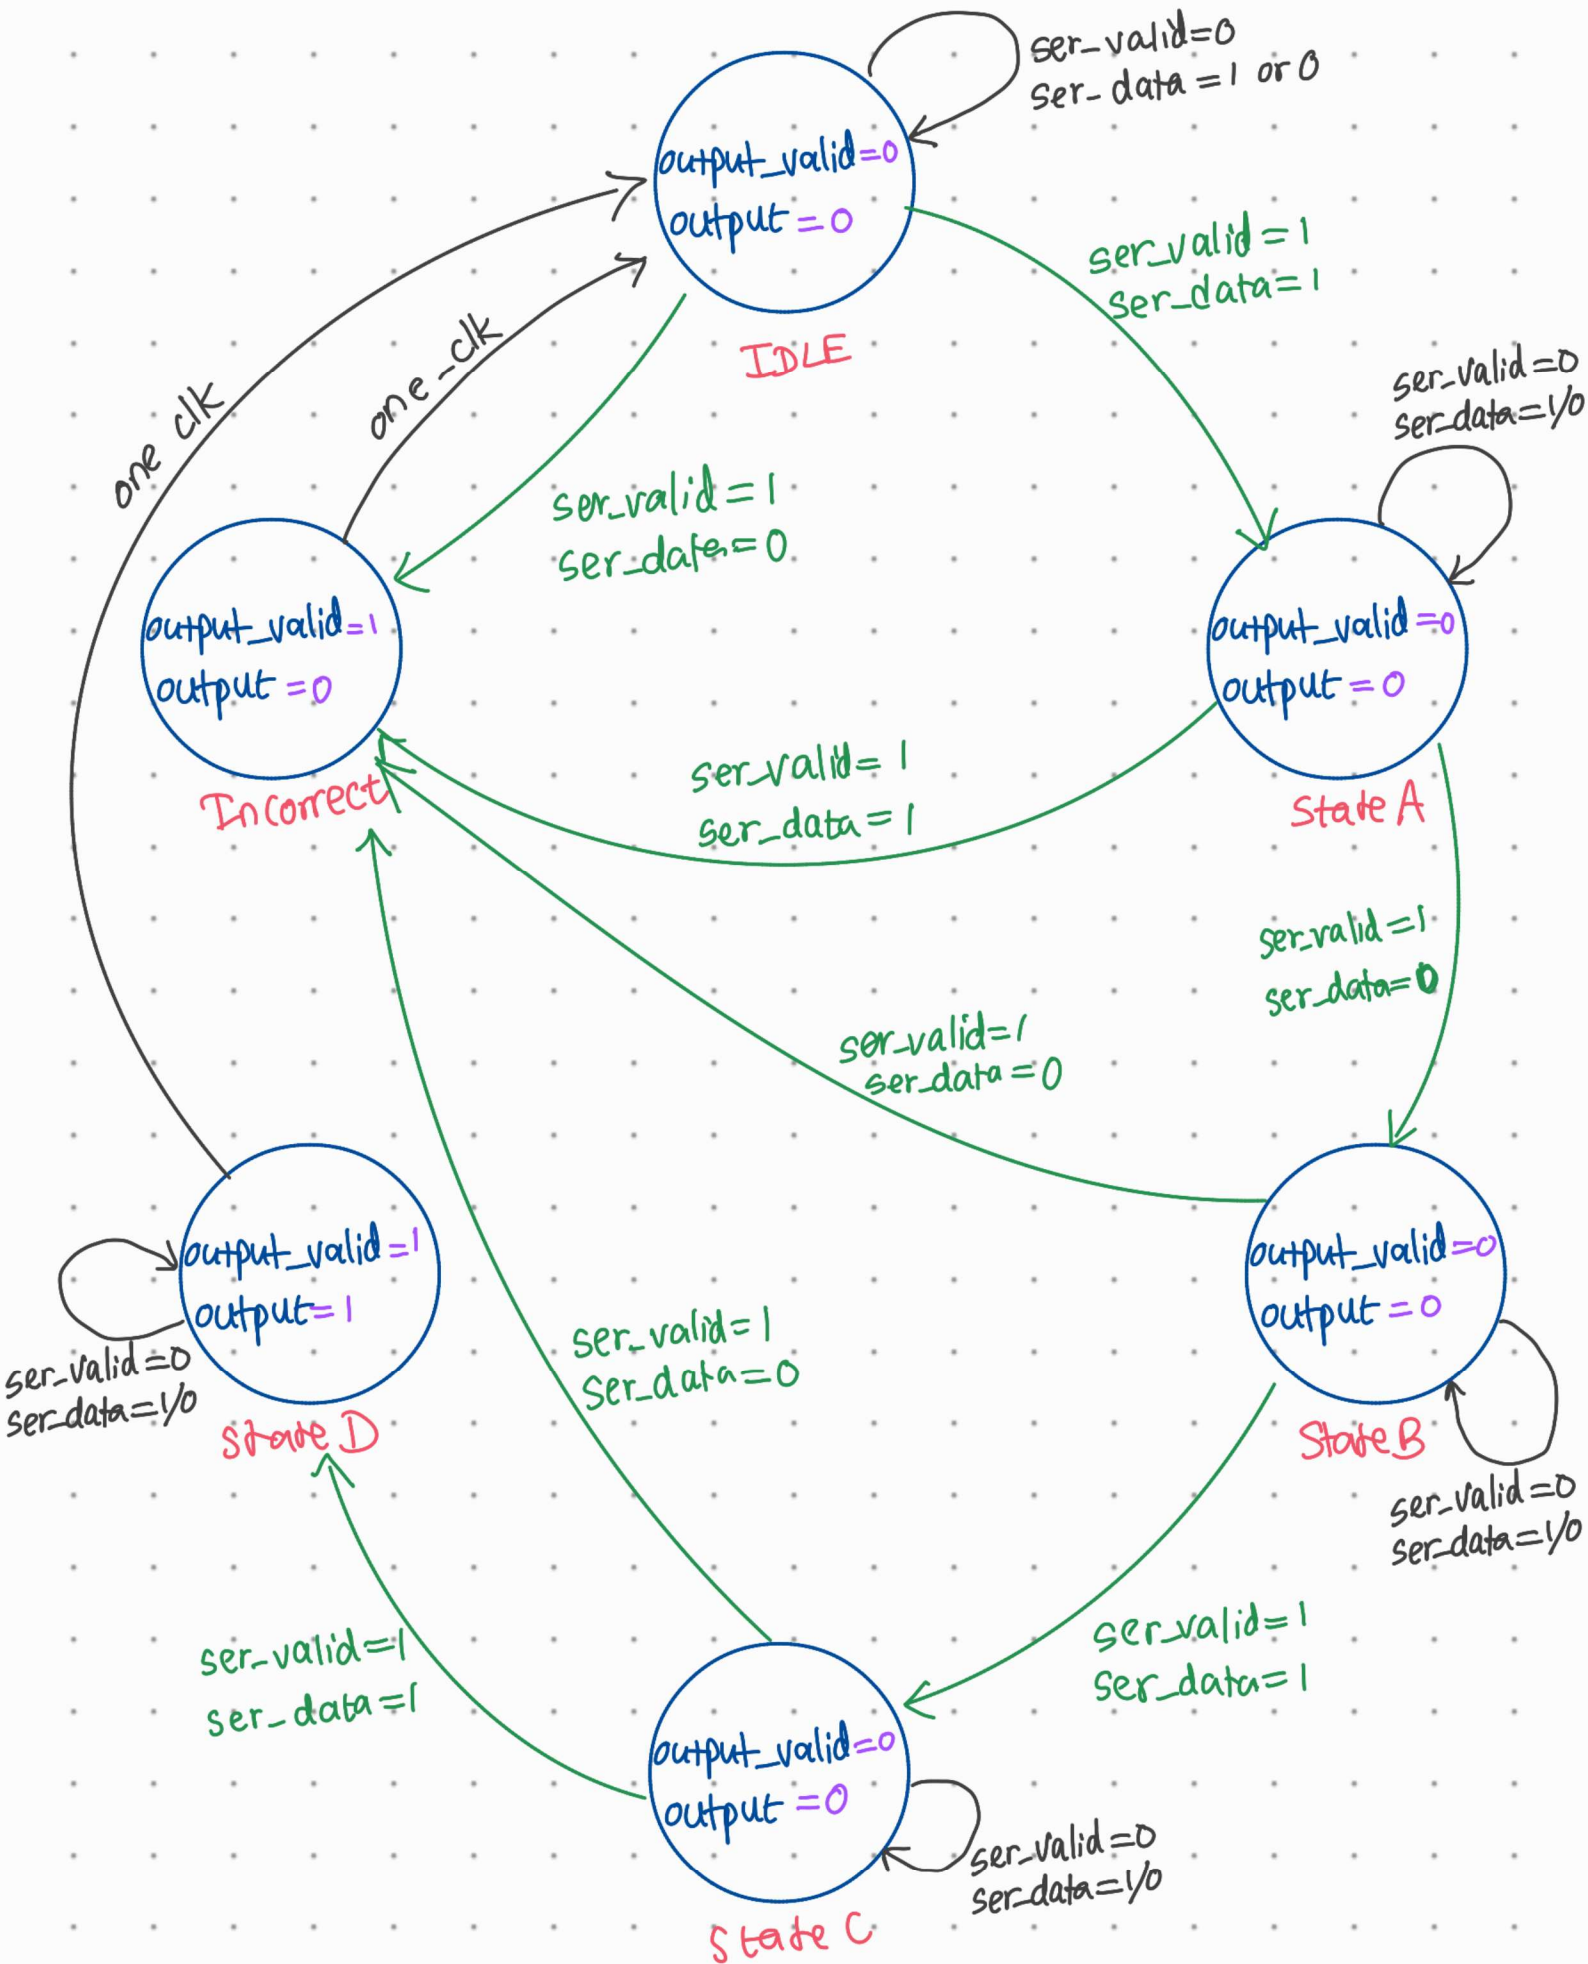 ser_valid=0
ser_data=1 or 0
output_valid=0
output=0
IDLE
ser_valid=1
ser_data=1
one clk
one_clk
ser_valid=0
ser_data=1/0
ser_valid=1
ser_data=0
output_valid=1
output=0
Incorrect
output_valid=0
output=0
State A
ser_valid=1
ser_data=1
ser_valid=1
ser_data=0
ser_valid=1
ser_data=0
output_valid=1
output=1
ser_valid=0
ser_data=1/0
State D
output_valid=0
output=0
State B
ser_valid=1
ser_data=0
ser_valid=0
ser_data=1/0
ser_valid=1
ser_data=1
ser_valid=1
ser_data=1
output_valid=0
output=0
ser_valid=0
ser_data=1/0
State C